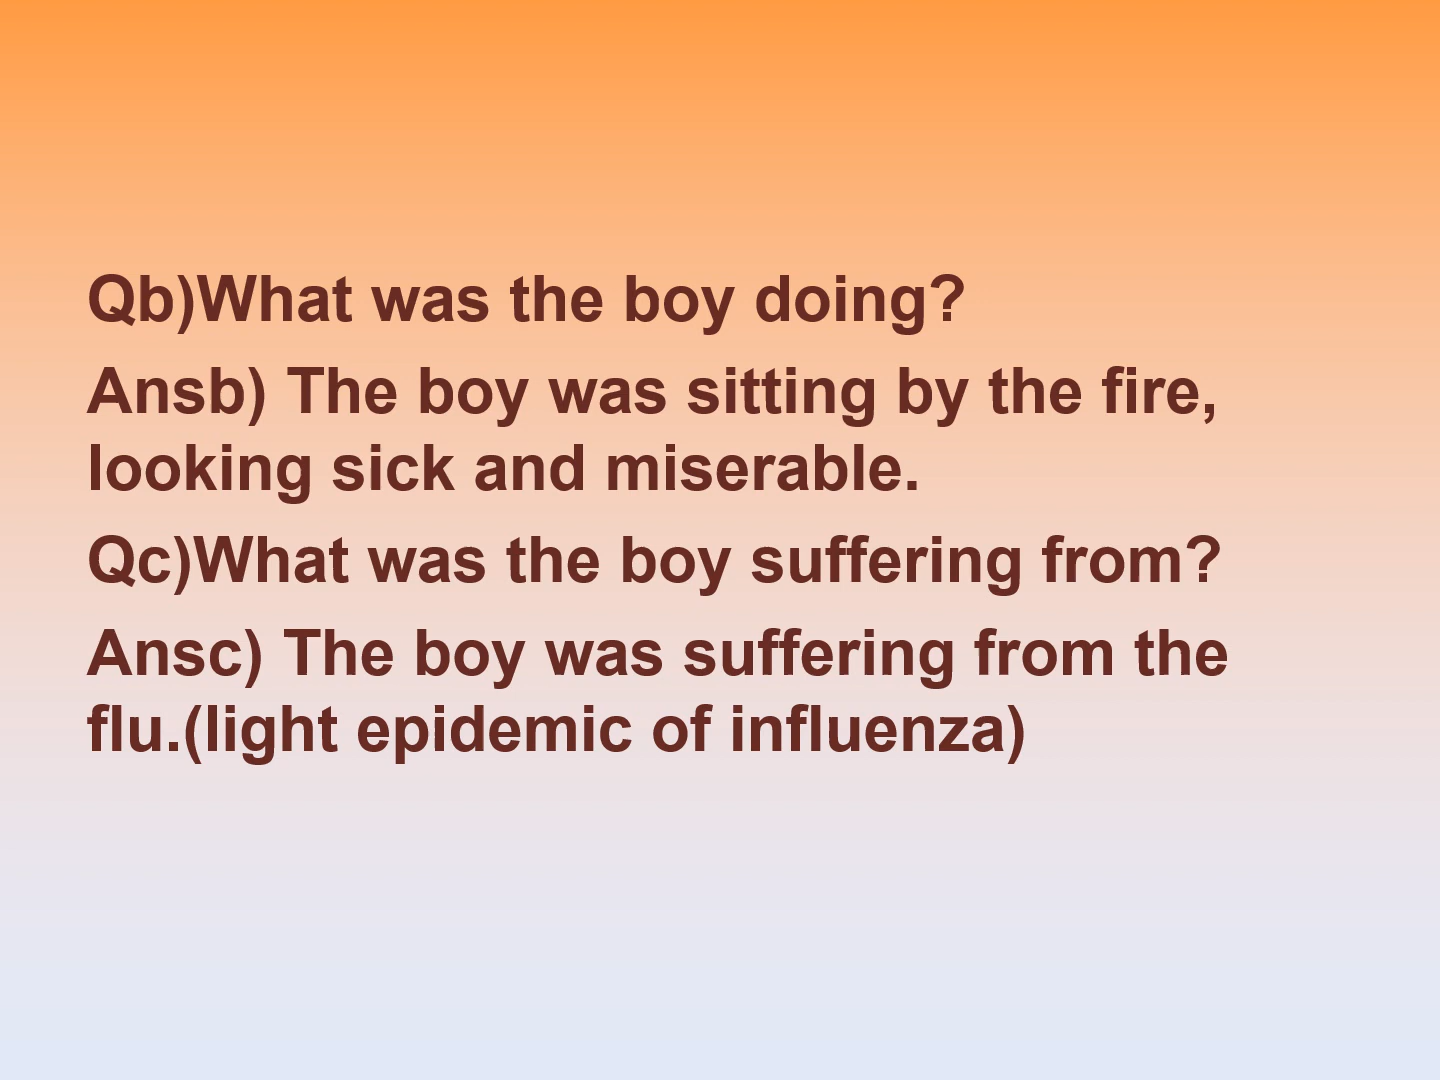 Qb)What was the boy doing?
Ansb) The boy was sitting by the fire,
looking sick and miserable.
Qc)What was the boy suffering from?
Ansc) The boy was suffering from the
flu.(light epidemic of influenza)